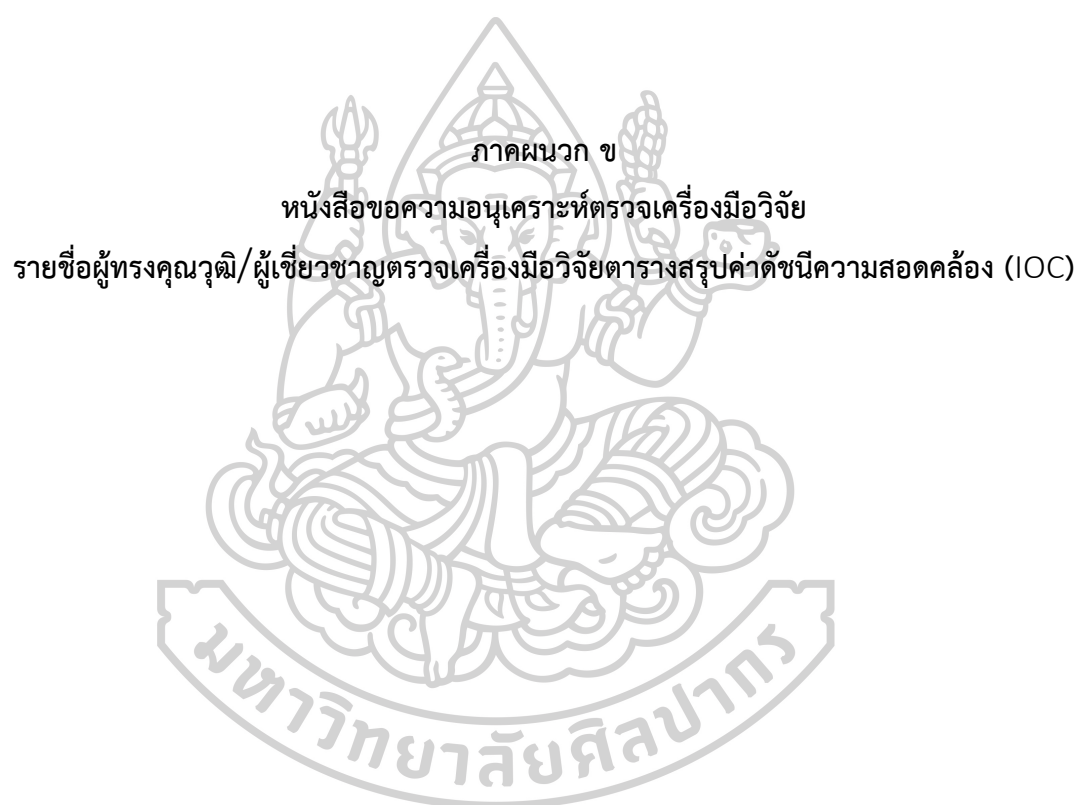 ภาคผนวก ข
หนังสือขอความอนุเคราะห์ตรวจเครื่องมือวิจัย
รายชื่อผู้ทรงคุณวุฒิ/ผู้เชี่ยวชาญตรวจเครื่องมือวิจัยตารางสรุปค่าดัชนีความสอดคล้อง (IOC)
มหาวิทยาลัยศิลปากร